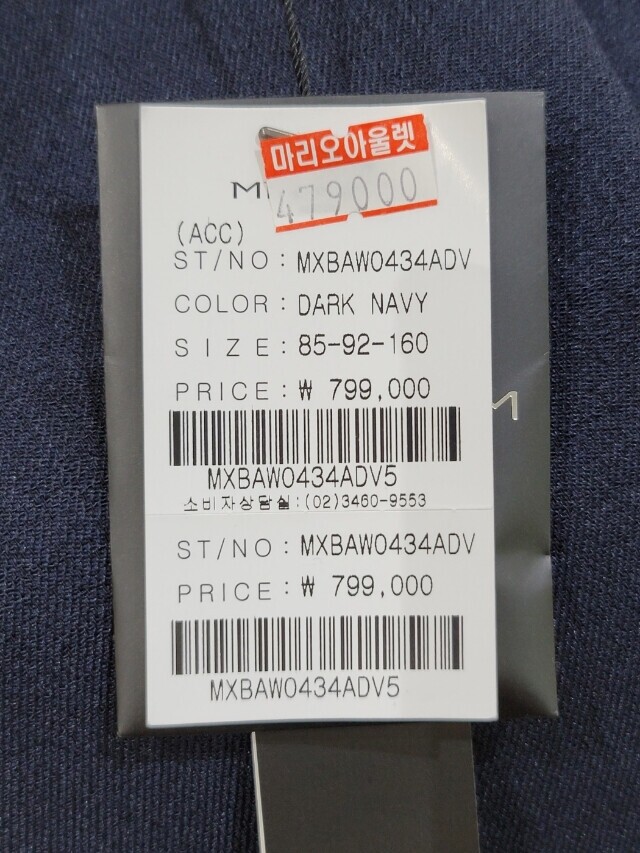 마리오아울렛
479000
(ACC)
ST/NO : MXBAW0434ADV
COLOR : DARK NAVY
SIZE : 85-92-160
PRICE : ₩ 799,000
MXBAW0434ADV5
소비자상담실:(02)3460-9553
ST/NO : MXBAW0434ADV
PRICE : ₩ 799,000
MXBAW0434ADV5